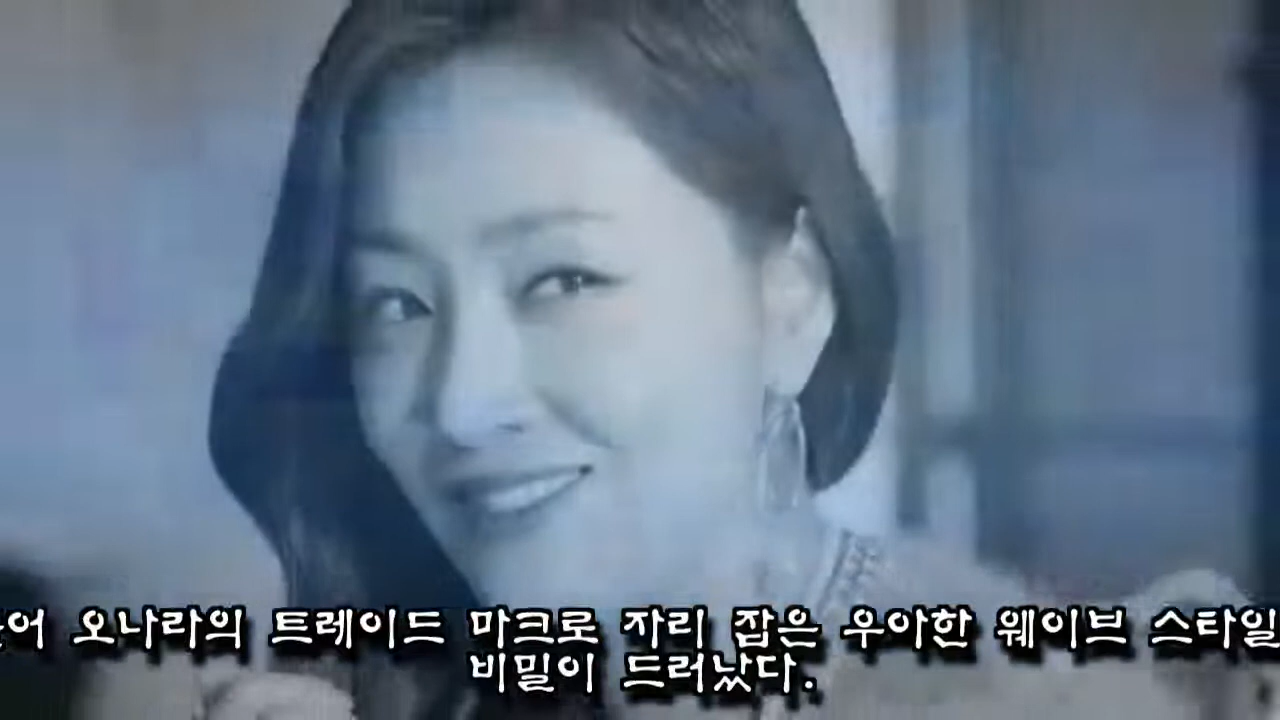 어 오나라의 트레이드 마크로 자리 잡은 우아한 웨이브 스타일
비밀이 드러났다.